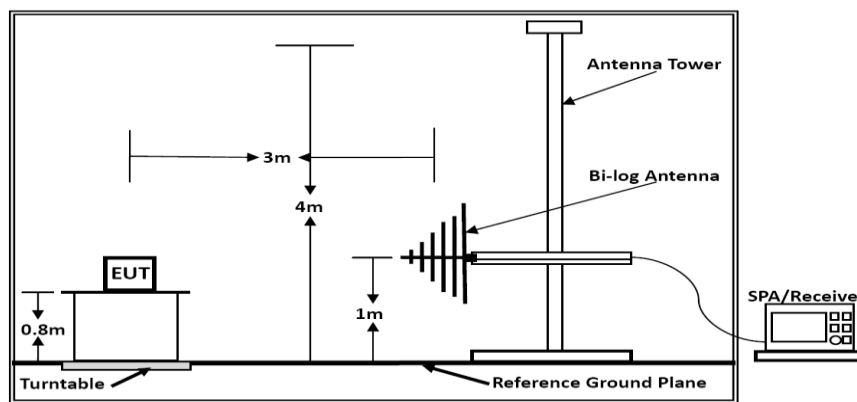 Antenna Tower
3m
Bi-log Antenna
4m
EUT
SPA/Receive
0.8m
1m
Turntable
Reference Ground Plane